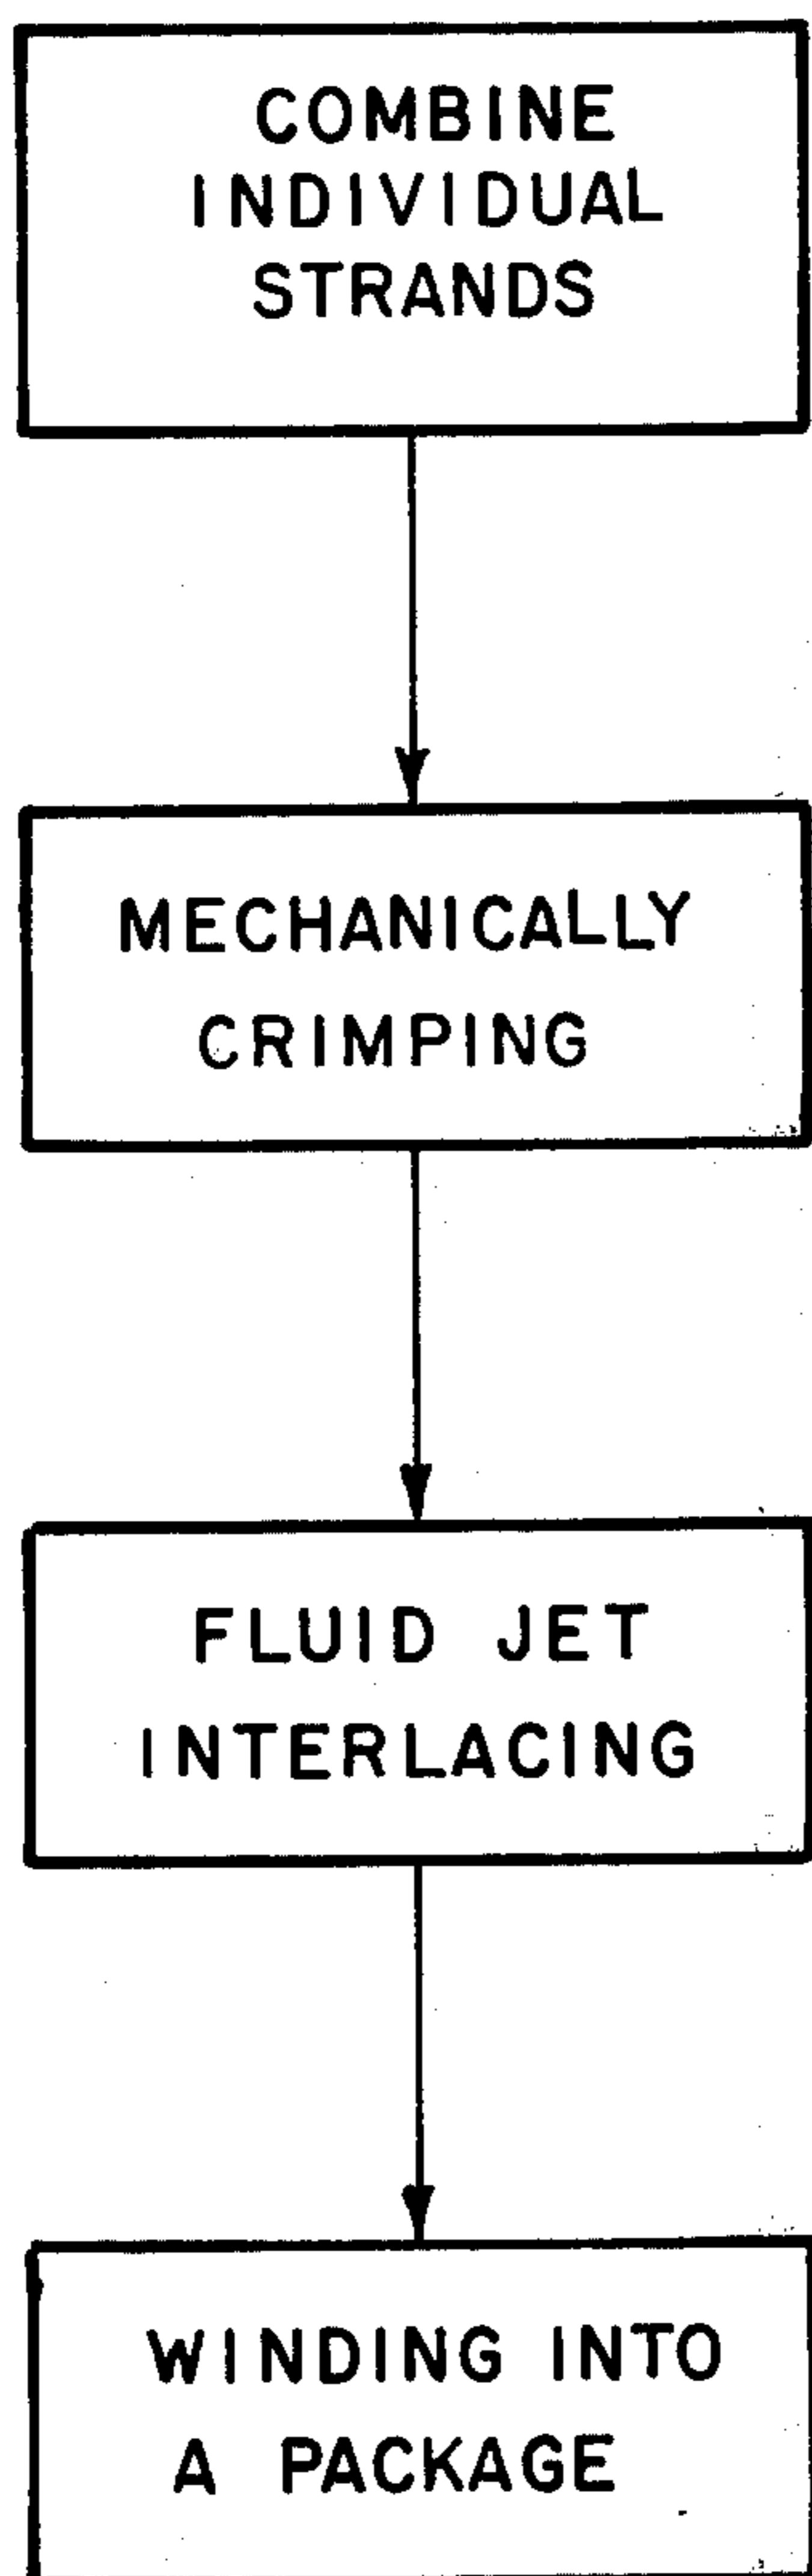 COMBINE
INDIVIDUAL
STRANDS
MECHANICALLY
CRIMPING
FLUID JET
INTERLACING
WINDING INTO
A PACKAGE